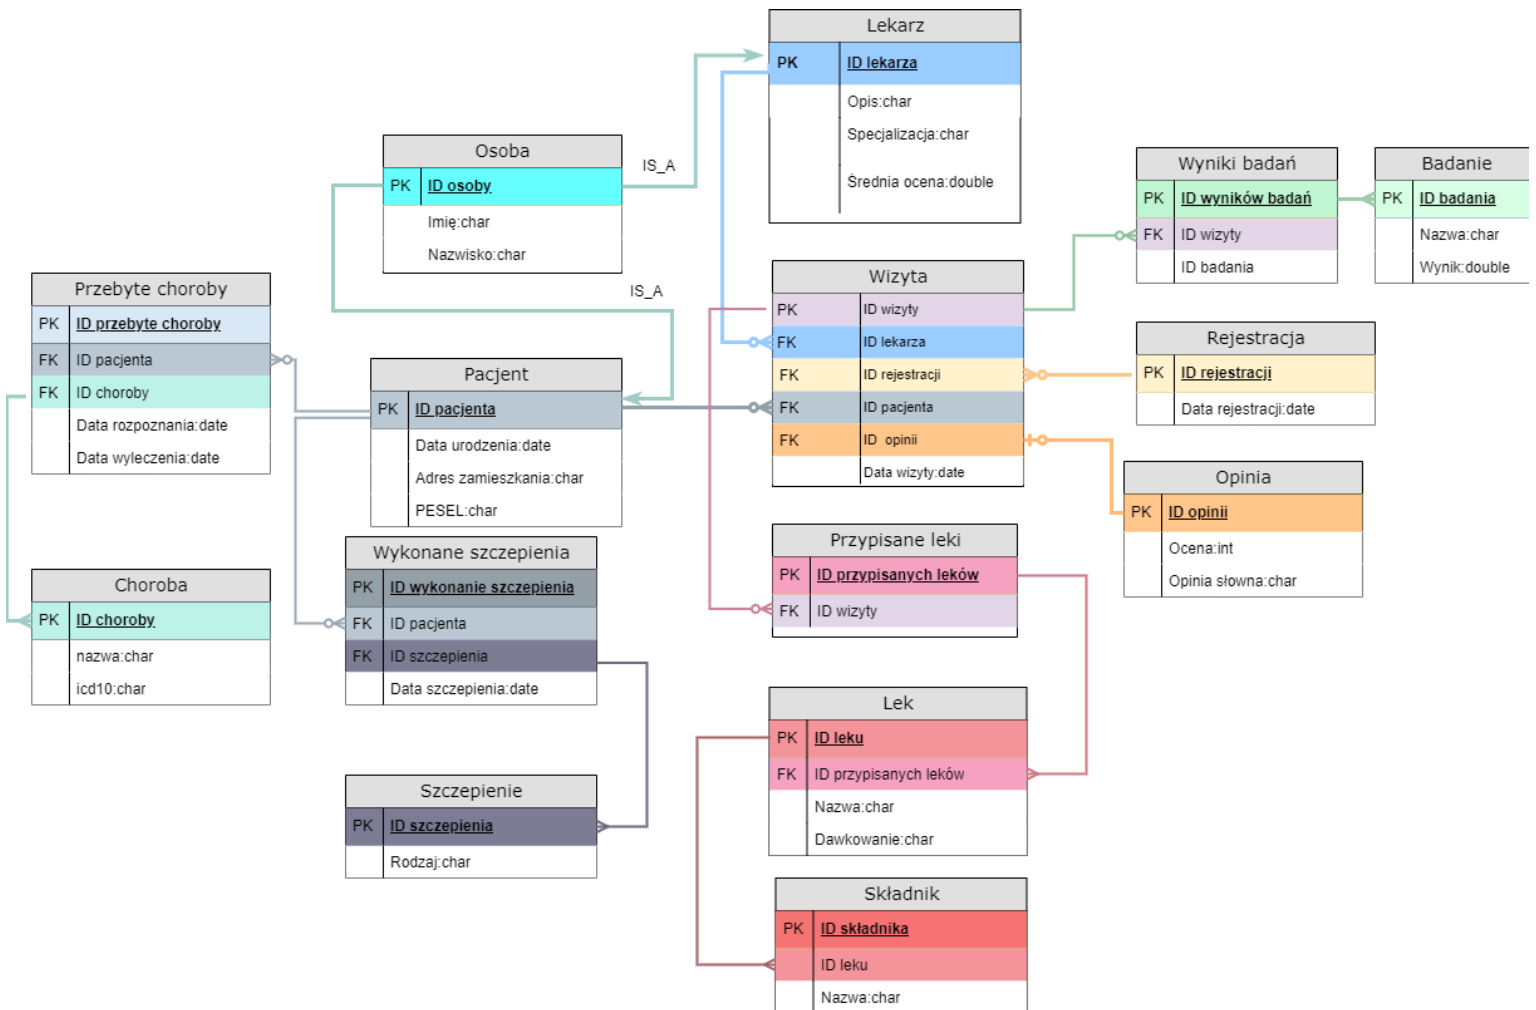 Lekarz
PK ID lekarza
Opis:char
Specjalizacja:char
Średnia ocena:double
Osoba
PK ID osoby
Imię:char
Nazwisko:char
IS_A
IS_A
Wyniki badań
PK ID wyników badań
FK ID wizyty
ID badania
Badanie
PK ID badania
Nazwa:char
Wynik:double
Przebyte choroby
PK ID przebyte choroby
FK ID pacjenta
FK ID choroby
Data rozpoznania:date
Data wyleczenia:date
Pacjent
PK ID pacjenta
Data urodzenia:date
Adres zamieszkania:char
PESEL:char
Wizyta
PK ID wizyty
FK ID lekarza
FK ID rejestracji
FK ID pacjenta
FK ID opinii
Data wizyty:date
Rejestracja
PK ID rejestracji
Data rejestracji:date
Opinia
PK ID opinii
Ocena:int
Opinia słowna:char
Choroba
PK ID choroby
nazwa:char
icd10:char
Wykonane szczepienia
PK ID wykonanie szczepienia
FK ID pacjenta
FK ID szczepienia
Data szczepienia:date
Przypisane leki
PK ID przypisanych leków
FK ID wizyty
Szczepienie
PK ID szczepienia
Rodzaj:char
Lek
PK ID leku
FK ID przypisanych leków
Nazwa:char
Dawkowanie:char
Składnik
PK ID składnika
ID leku
Nazwa:char